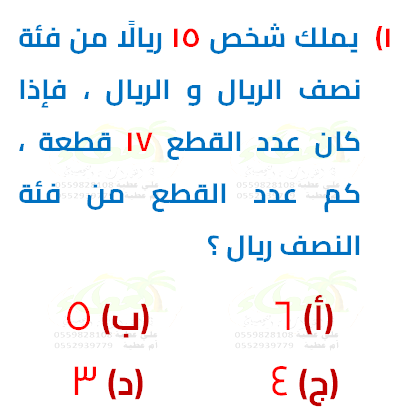 ١) يملك شخص ١٥ ريالًا من فئة
نصف الريال و الريال ، فإذا
كان عدد القطع ١٧ قطعة ،
كم عدد القطع من فئة
النصف ريال ؟
(أ) ٦ (ب) ٥
(ج) ٤ (د) ٣